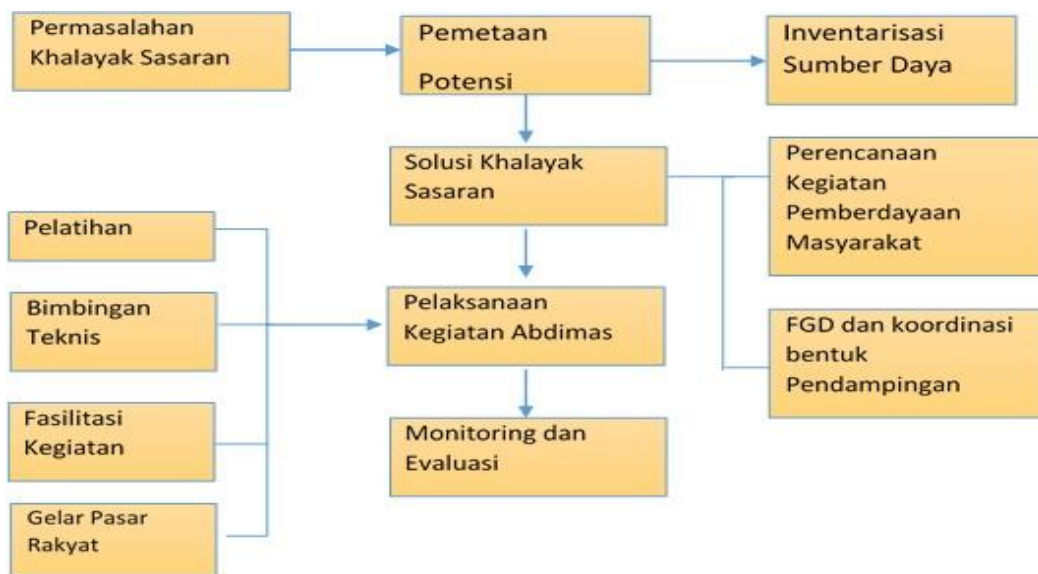 Permasalahan
Khalayak Sasaran
Pemetaan
Potensi
Inventarisasi
Sumber Daya
Solusi Khalayak
Sasaran
Perencanaan
Kegiatan
Pemberdayaan
Masyarakat
Pelatihan
Bimbingan
Teknis
Pelaksanaan
Kegiatan Abdimas
FGD dan koordinasi
bentuk
Pendampingan
Fasilitasi
Kegiatan
Monitoring dan
Evaluasi
Gelar Pasar
Rakyat